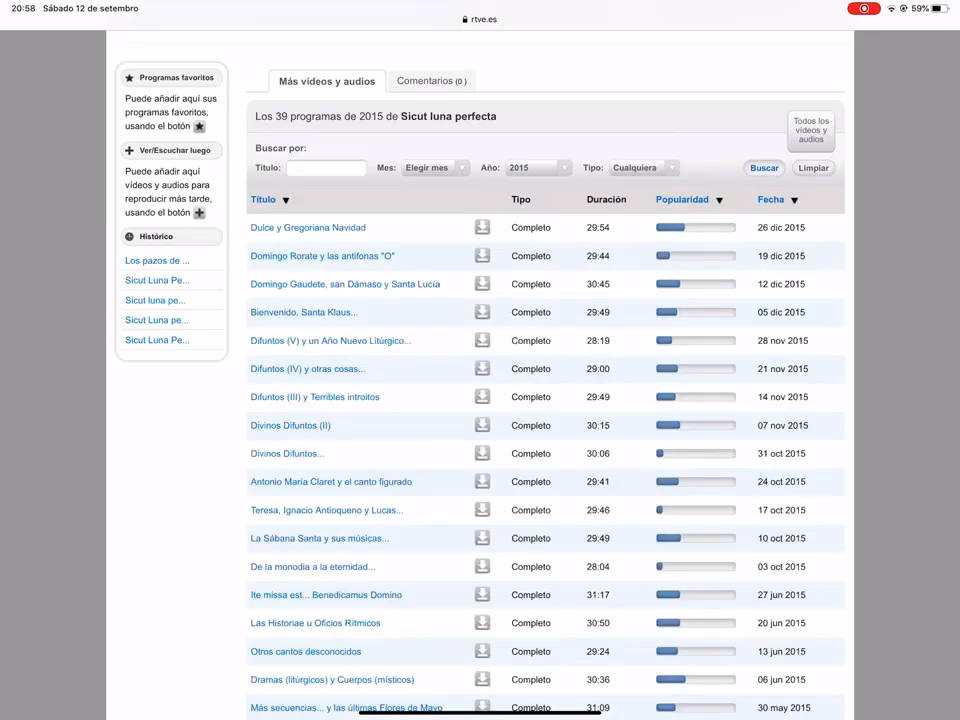 20:58 Sábado 12 de setembro
59%
rtve.es
Programas favoritos
Puede añadir aquí sus
programas favoritos,
usando el botón
Ver/Escuchar luego
Puede añadir aquí
vídeos y audios para
reproducir más tarde,
usando el botón
Histórico
Los pazos de ...
Sicut Luna Pe...
Sicut luna pe...
Sicut Luna pe...
Sicut Luna Pe...
Más vídeos y audios Comentarios (0)
Los 39 programas de 2015 de Sicut luna perfecta
Todos los
vídeos y
audios
Buscar por:
Título: Mes: Elegir mes Año: 2015 Tipo: Cualquiera Buscar Limpiar
Título Tipo Duración Popularidad Fecha
Dulce y Gregoriana Navidad Completo 29:54 26 dic 2015
Domingo Rorate y las antifonas "O" Completo 29:44 19 dic 2015
Domingo Gaudete, san Dámaso y Santa Lucía Completo 30:45 12 dic 2015
Bienvenido, Santa Klaus... Completo 29:49 05 dic 2015
Difuntos (V) y un Año Nuevo Litúrgico... Completo 28:19 28 nov 2015
Difuntos (IV) y otras cosas... Completo 29:00 21 nov 2015
Difuntos (III) y Terribles introitos Completo 29:49 14 nov 2015
Divinos Difuntos (II) Completo 30:15 07 nov 2015
Divinos Difuntos... Completo 30:06 31 oct 2015
Antonio María Claret y el canto figurado Completo 29:41 24 oct 2015
Teresa, Ignacio Antioqueno y Lucas... Completo 29:46 17 oct 2015
La Sábana Santa y sus músicas... Completo 29:49 10 oct 2015
De la monodia a la eternidad... Completo 28:04 03 oct 2015
Ite missa est... Benedicamus Domino Completo 31:17 27 jun 2015
Las Historiae u Oficios Rítmicos Completo 30:50 20 jun 2015
Otros cantos desconocidos Completo 29:24 13 jun 2015
Dramas (litúrgicos) y Cuerpos (místicos) Completo 30:36 06 jun 2015
Más secuencias... y las últimas Flores de Mayo Completo 31:09 30 may 2015